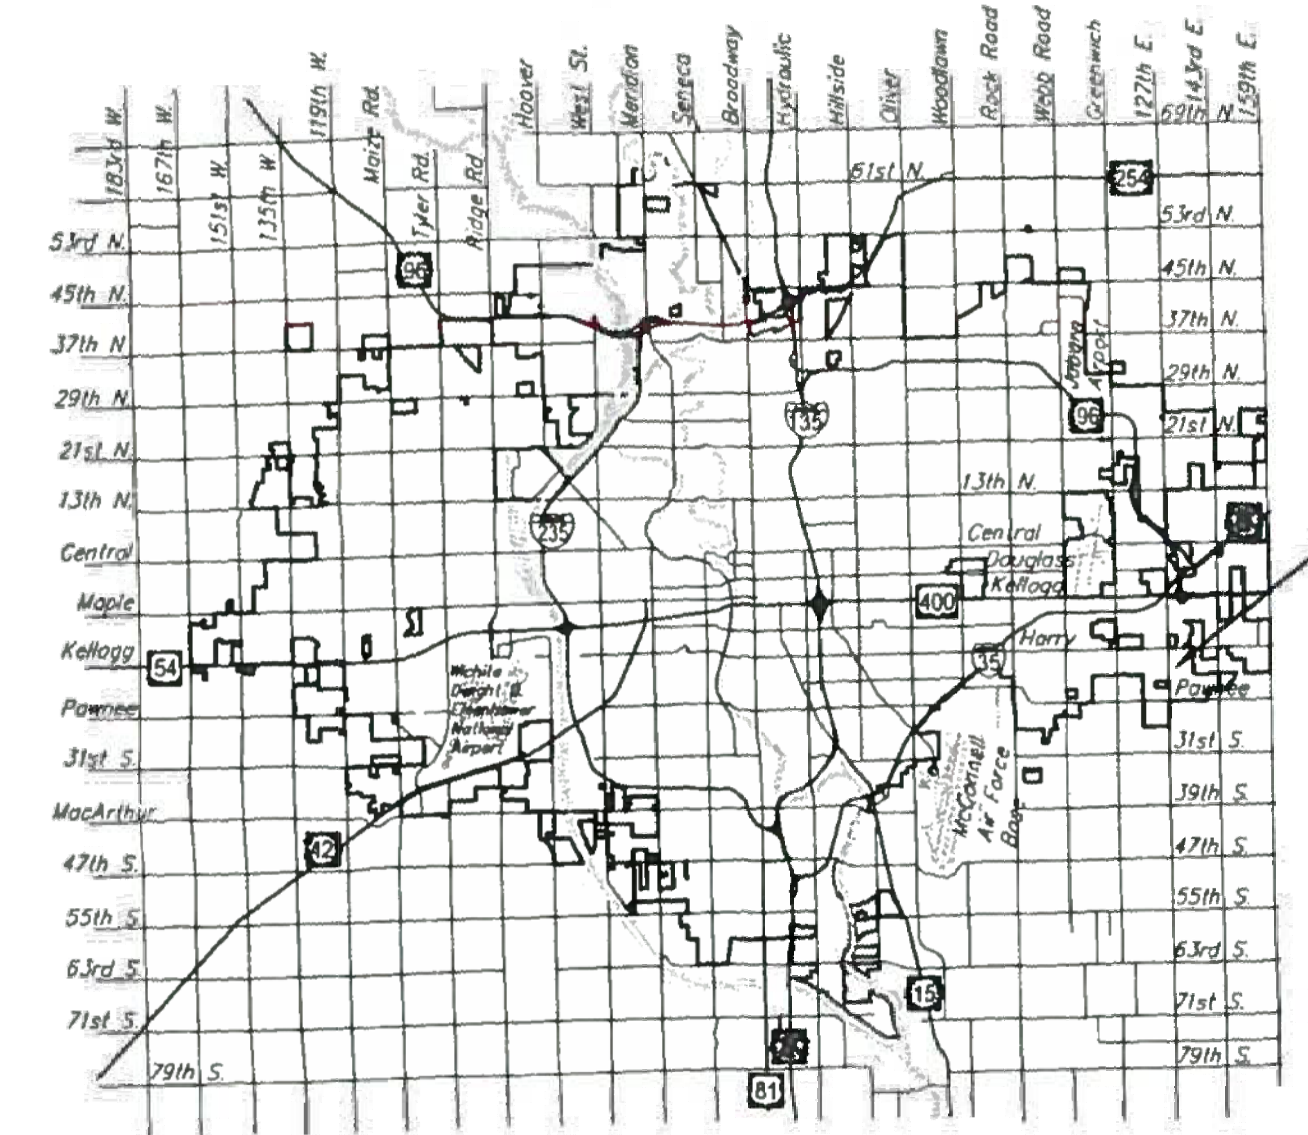 183rd W.
167th W.
151st W.
135th W
119th W.
Maize Rd.
Tyler Rd.
Ridge Rd
Hoover
West St.
Meridian
Seneca
Broadway
Hydraulic
Hillside
Oliver
Woodlawn
Rock Road
Webb Road
Greenwich
127th E.
143rd E.
159th E.
69th N.
61st N.
254
53rd N.
53rd N.
96
45th N.
45th N.
37th N.
37th N
Jabara
Airport
29th N.
29th N.
135
96
21st N.
21st N.
13th N.
13th N.
235
Central
Central
Douglass
Kellogg
400
Maple
Kellogg
54
Harry
35
Wichita
Dwight D.
Eisenhower
National
Airport
Pawnee
Pawnee
31st S.
31st S.
McConnell
Air Force
Base
MacArthur
39th S.
42
47th S.
47th S.
55th S.
55th S.
63rd S.
63rd S.
15
71st S.
71st S.
79th S.
79th S.
81